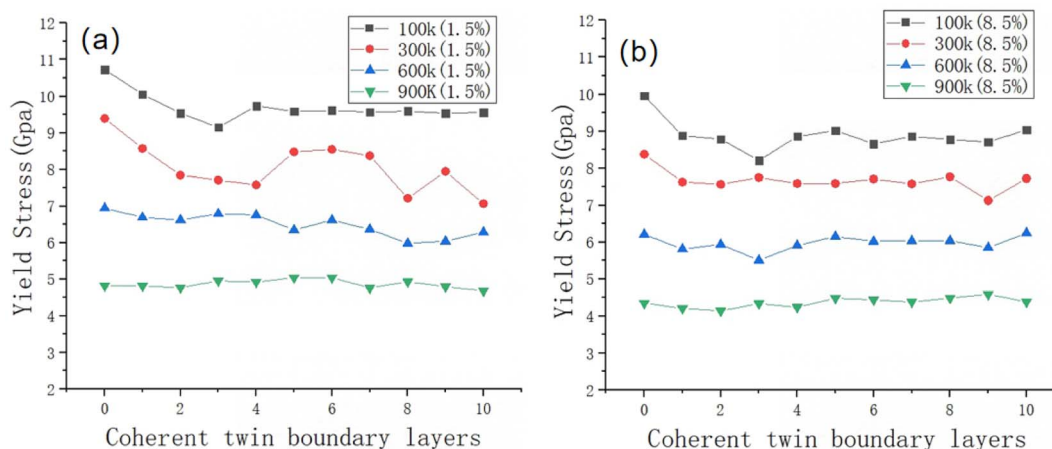 (a)
100k(1.5%)
300k(1.5%)
600k(1.5%)
900K(1.5%)
Yield Stress(Gpa)
12
11
10
9
8
7
6
5
4
3
2
0 2 4 6 8 10
Coherent twin boundary layers
(b)
100k(8.5%)
300k(8.5%)
600k(8.5%)
900k(8.5%)
Yield Stress(Gpa)
12
11
10
9
8
7
6
5
4
3
2
0 2 4 6 8 10
Coherent twin boundary layers